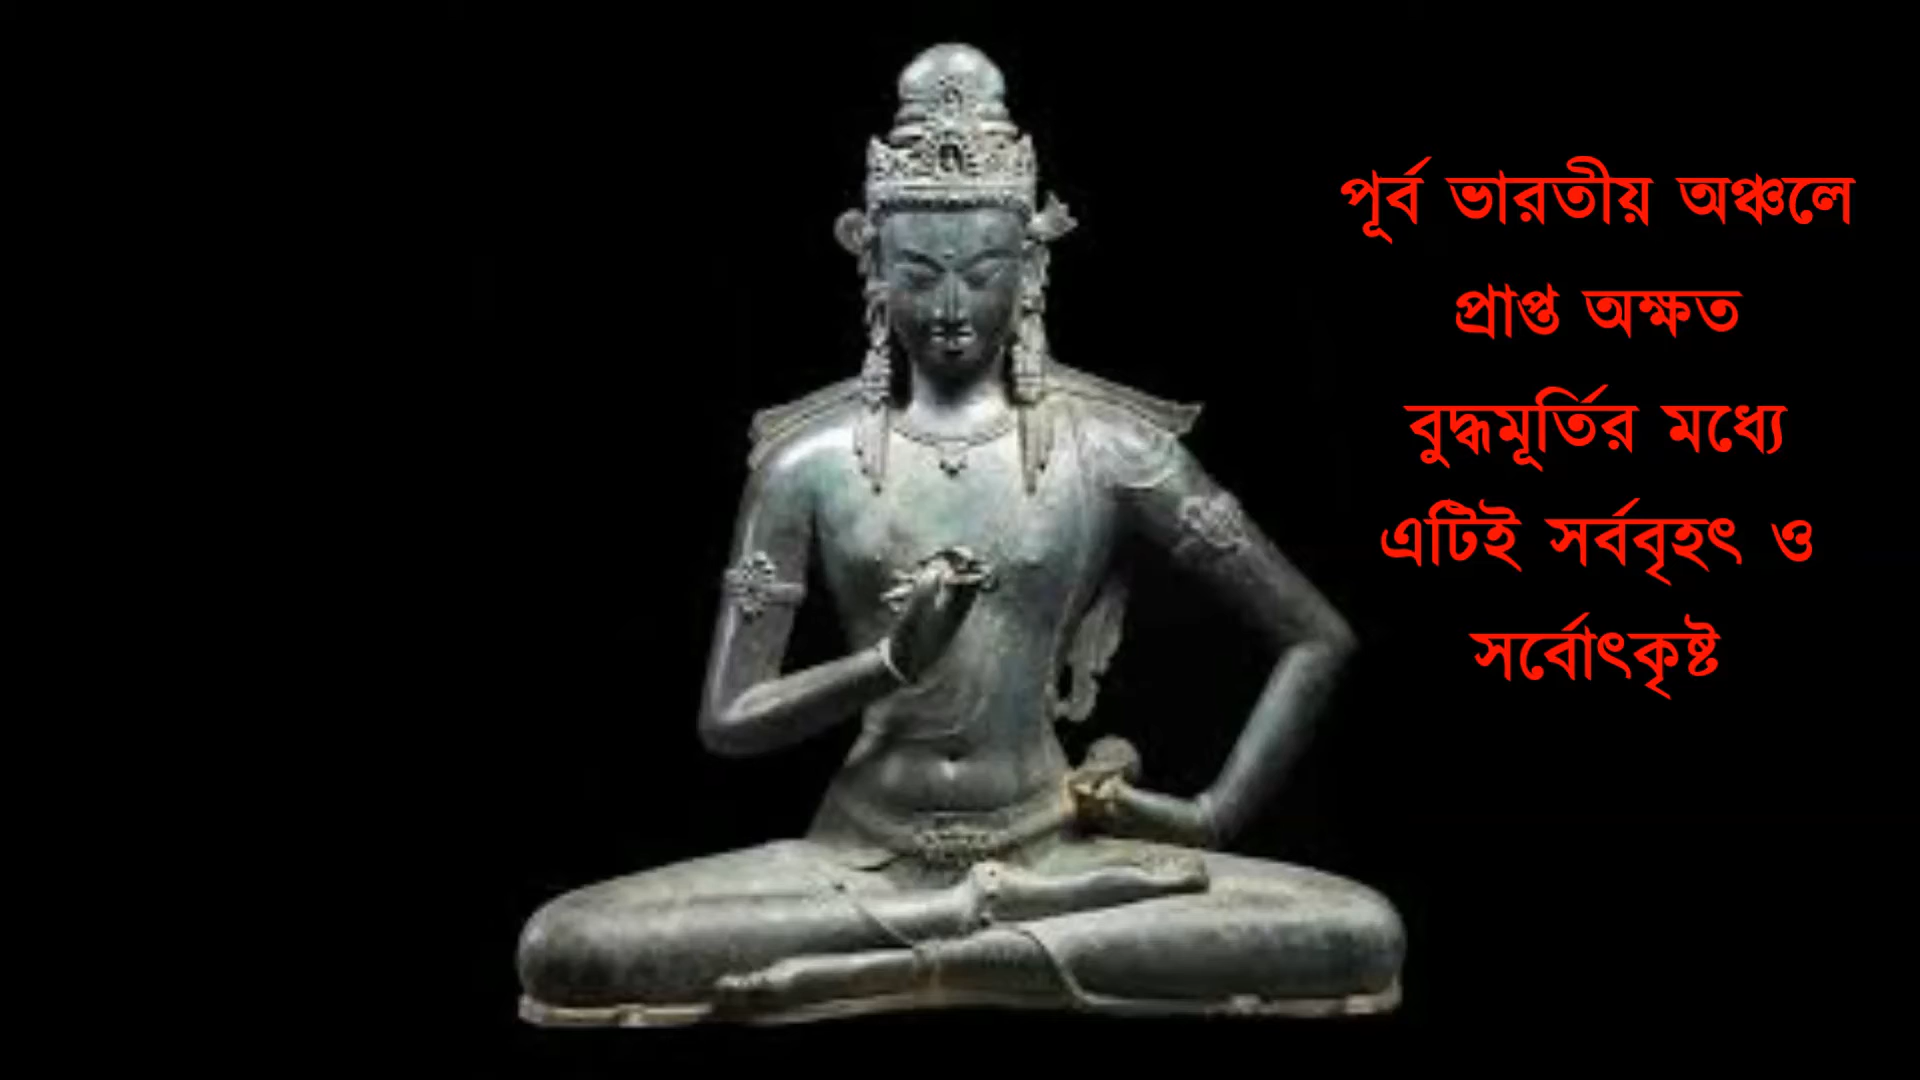 পূর্ব ভারতীয় অঞ্চলে
প্রাপ্ত অক্ষত
বুদ্ধমূর্তির মধ্যে
এটিই সর্ববৃহৎ ও
সর্বোৎকৃষ্ট